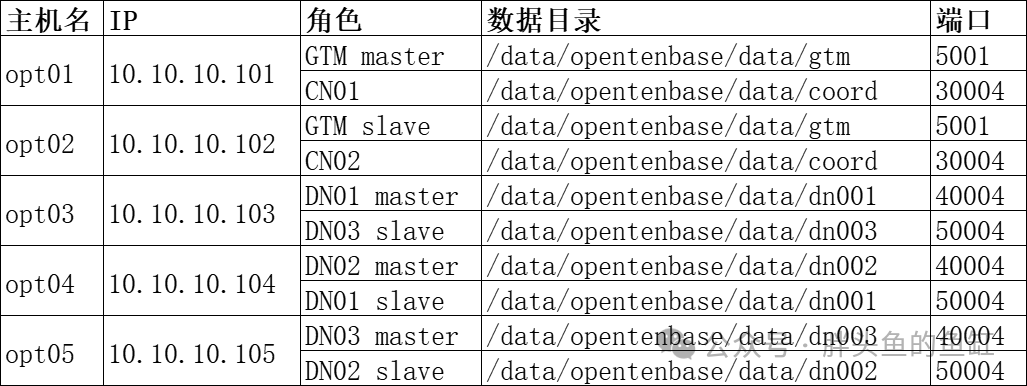 主机名 IP 角色 数据目录 端口
opt01 10.10.10.101 GTM master /data/opentenbase/data/gtm 5001
CN01 /data/opentenbase/data/coord 30004
opt02 10.10.10.102 GTM slave /data/opentenbase/data/gtm 5001
CN02 /data/opentenbase/data/coord 30004
opt03 10.10.10.103 DN01 master /data/opentenbase/data/dn001 40004
DN03 slave /data/opentenbase/data/dn003 50004
opt04 10.10.10.104 DN02 master /data/opentenbase/data/dn002 40004
DN01 slave /data/opentenbase/data/dn001 50004
opt05 10.10.10.105 DN03 master /data/opentenbase/data/dn003 40004
DN02 slave /data/opentenbase/data/dn002 50004
公众号 · 胖头鱼的鱼缸